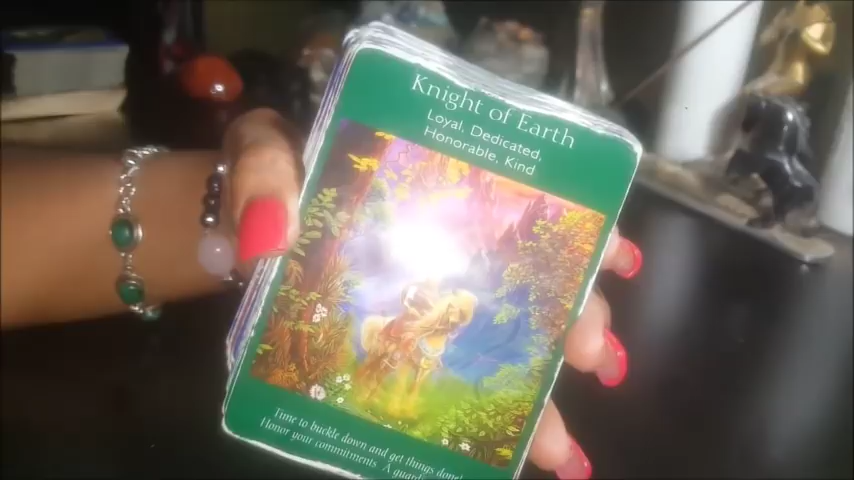 Knight of Earth
Loyal, Dedicated,
Honorable, Kind
Time to buckle down and get things done!
Honor your commitments. A